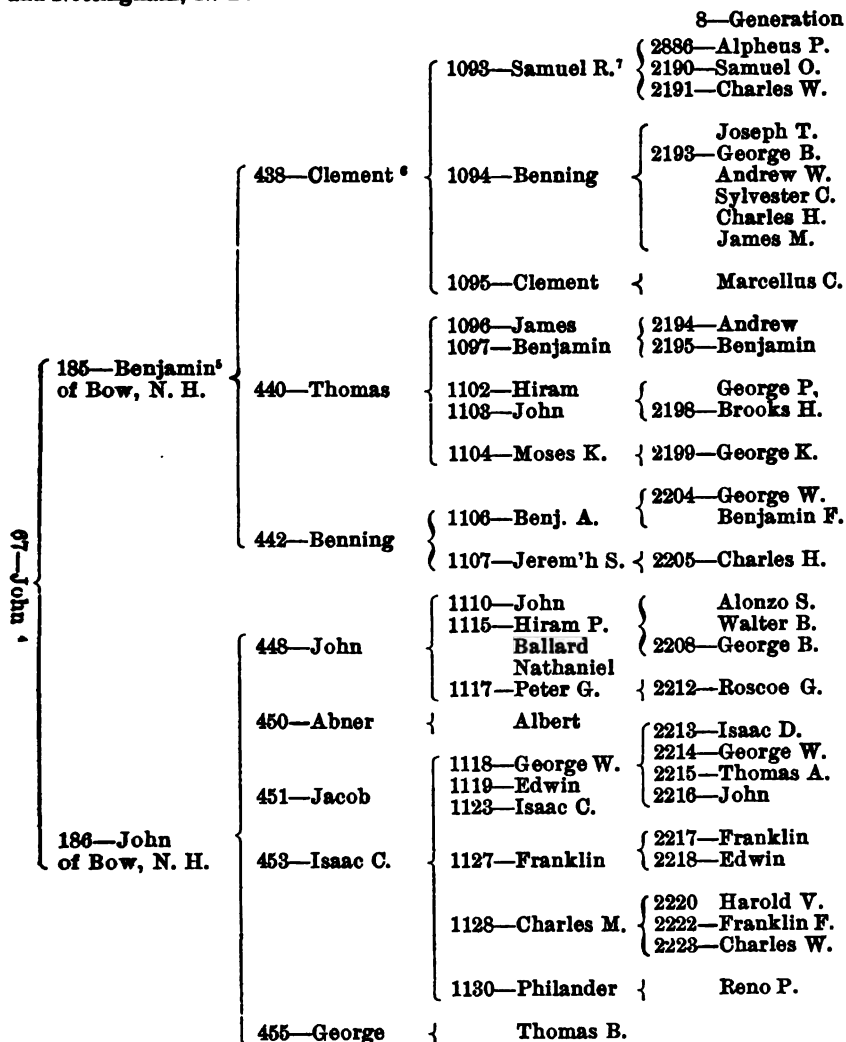 8—Generation
2886—Alpheus P.
1093—Samuel R.⁷ 2190—Samuel O.
2191—Charles W.
Joseph T.
2193—George B.
438—Clement ⁶ 1094—Benning Andrew W.
Sylvester C.
Charles H.
James M.
1095—Clement Marcellus C.
1096—James 2194—Andrew
185—Benjamin⁵ 1097—Benjamin 2195—Benjamin
of Bow, N. H. 440—Thomas 1102—Hiram George P,
1103—John 2198—Brooks H.
1104—Moses K. 2199—George K.
2204—George W.
1106—Benj. A. Benjamin F.
442—Benning
1107—Jerem'h S. 2205—Charles H.
67—John ⁴
1110—John Alonzo S.
1115—Hiram P. Walter B.
448—John Ballard 2208—George B.
Nathaniel
1117—Peter G. 2212—Roscoe G.
450—Abner Albert 2213—Isaac D.
2214—George W.
1118—George W. 2215—Thomas A.
451—Jacob 1119—Edwin 2216—John
1123—Isaac C.
186—John 2217—Franklin
of Bow, N. H. 453—Isaac C. 1127—Franklin 2218—Edwin
2220 Harold V.
1128—Charles M. 2222—Franklin F.
2223—Charles W.
1130—Philander Reno P.
455—George Thomas B.